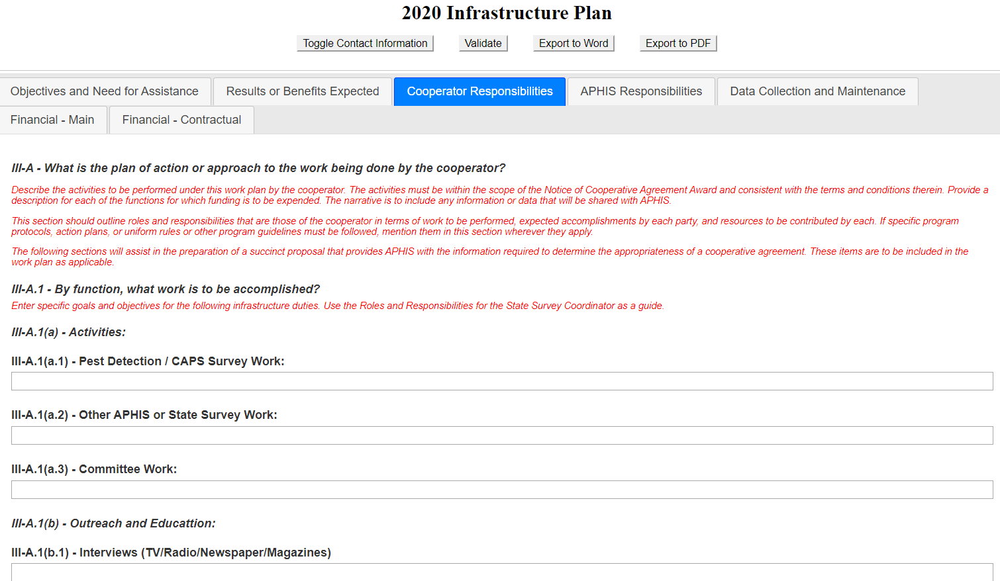 2020 Infrastructure Plan
Toggle Contact Information Validate Export to Word Export to PDF
Objectives and Need for Assistance Results or Benefits Expected Cooperator Responsibilities APHIS Responsibilities Data Collection and Maintenance
Financial - Main Financial - Contractual
III-A - What is the plan of action or approach to the work being done by the cooperator?
Describe the activities to be performed under this work plan by the cooperator. The activities must be within the scope of the Notice of Cooperative Agreement Award and consistent with the terms and conditions therein. Provide a
description for each of the functions for which funding is to be expended. The narrative is to include any information or data that will be shared with APHIS.
This section should outline roles and responsibilities that are those of the cooperator in terms of work to be performed, expected accomplishments by each party, and resources to be contributed by each. If specific program
protocols, action plans, or uniform rules or other program guidelines must be followed, mention them in this section wherever they apply.
The following sections will assist in the preparation of a succinct proposal that provides APHIS with the information required to determine the appropriateness of a cooperative agreement. These items are to be included in the
work plan as applicable.
III-A.1 - By function, what work is to be accomplished?
Enter specific goals and objectives for the following infrastructure duties. Use the Roles and Responsibilities for the State Survey Coordinator as a guide.
III-A.1(a) - Activities:
III-A.1(a.1) - Pest Detection / CAPS Survey Work:
III-A.1(a.2) - Other APHIS or State Survey Work:
III-A.1(a.3) - Committee Work:
III-A.1(b) - Outreach and Educattion:
III-A.1(b.1) - Interviews (TV/Radio/Newspaper/Magazines)